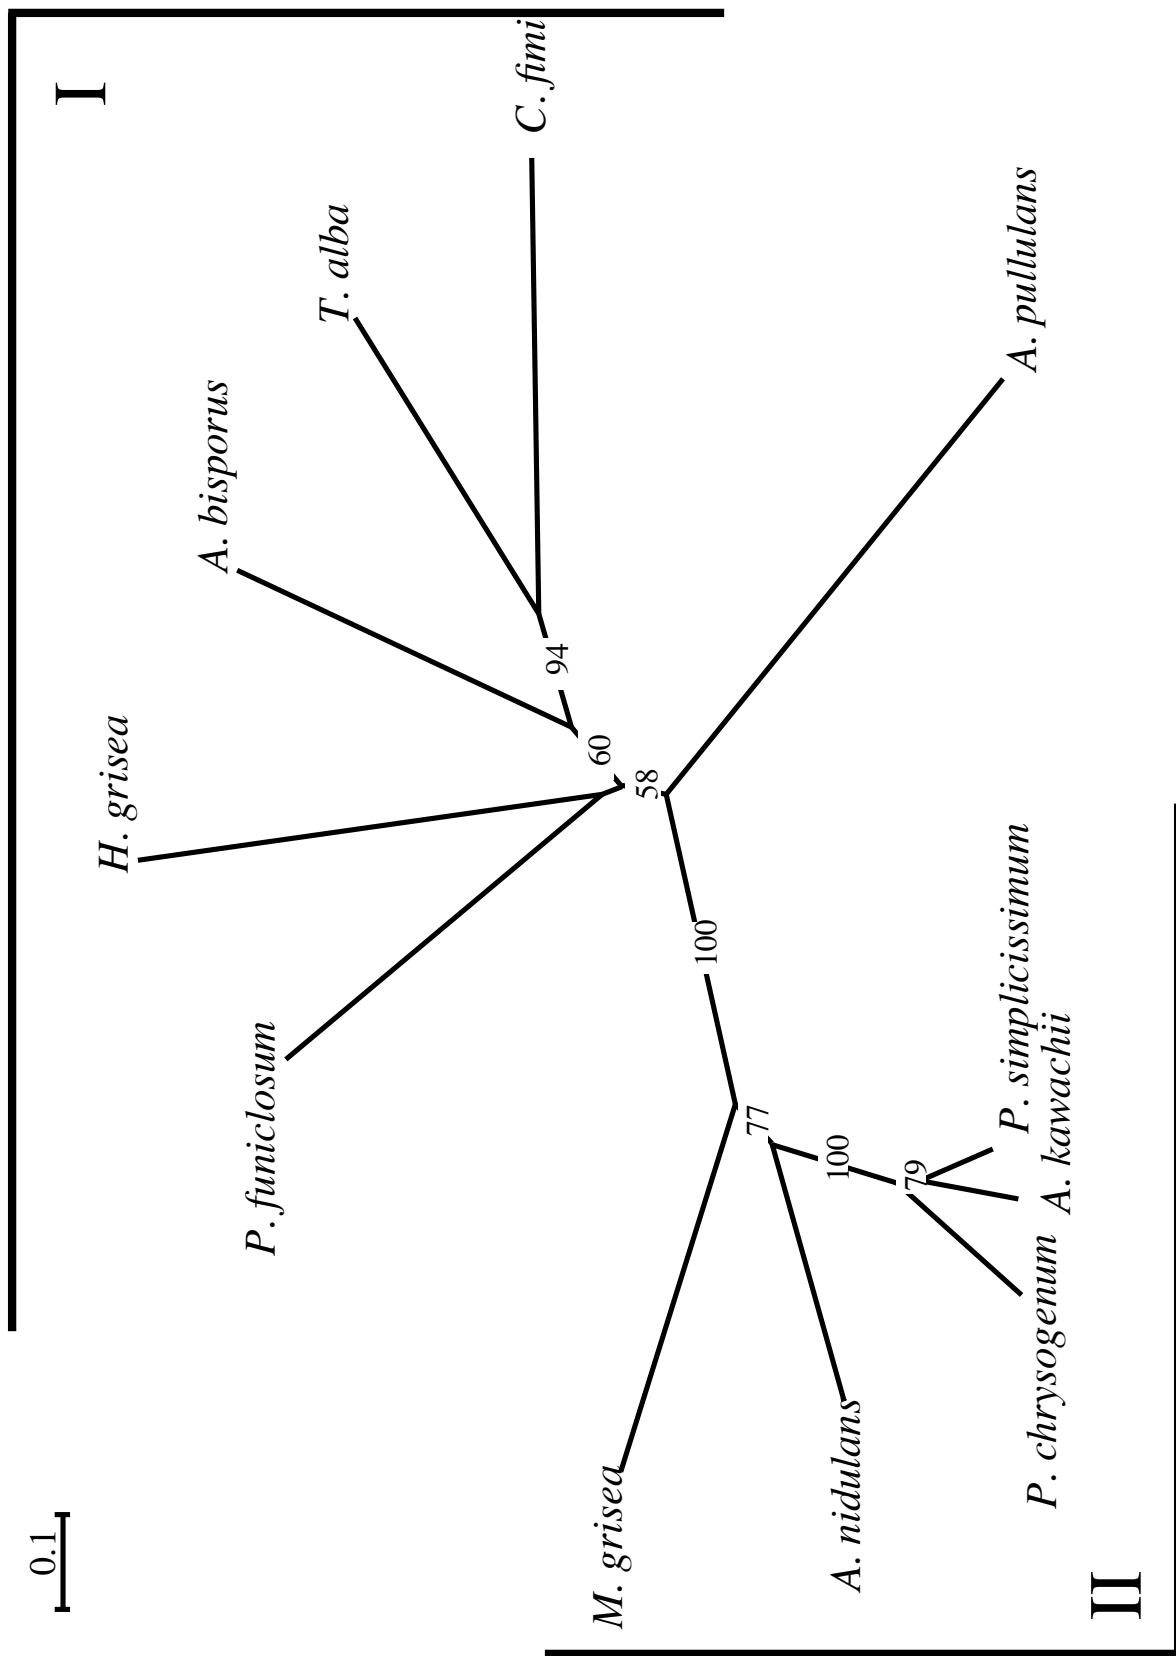 I
C. fimi
T. alba
A. bisporus
A. pullulans
H. grisea
94
60
58
100
P. simplicissimum
A. kawachii
P. funiclosum
77
100
79
P. chrysogenum
A. nidulans
M. grisea
0.1
II